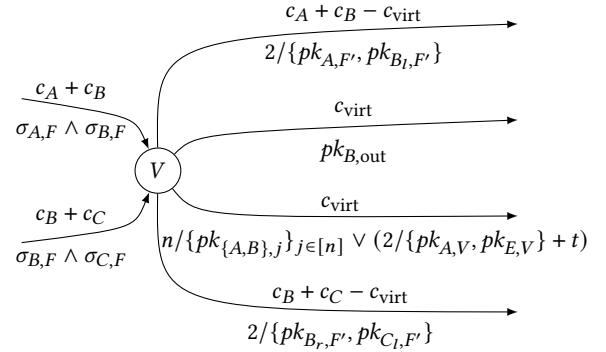 c_A + c_B − c_virt
2/{pk_{A,F′}, pk_{B_l,F′}}
c_A + c_B
σ_{A,F} ∧ σ_{B,F}
c_virt
pk_{B,out}
V
c_virt
c_B + c_C
n/{pk_{{A,B},j}}_{j∈[n]} ∨ (2/{pk_{A,V}, pk_{E,V}} + t)
σ_{B,F} ∧ σ_{C,F}
c_B + c_C − c_virt
2/{pk_{B_r,F′}, pk_{C_l,F′}}